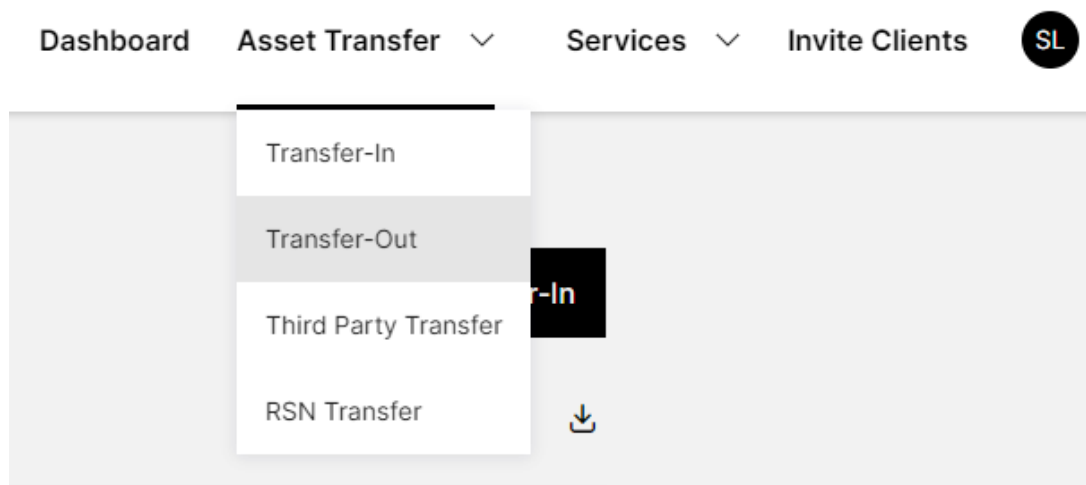 Dashboard Asset Transfer Services Invite Clients SL
Transfer-In
Transfer-Out
r-In
Third Party Transfer
RSN Transfer